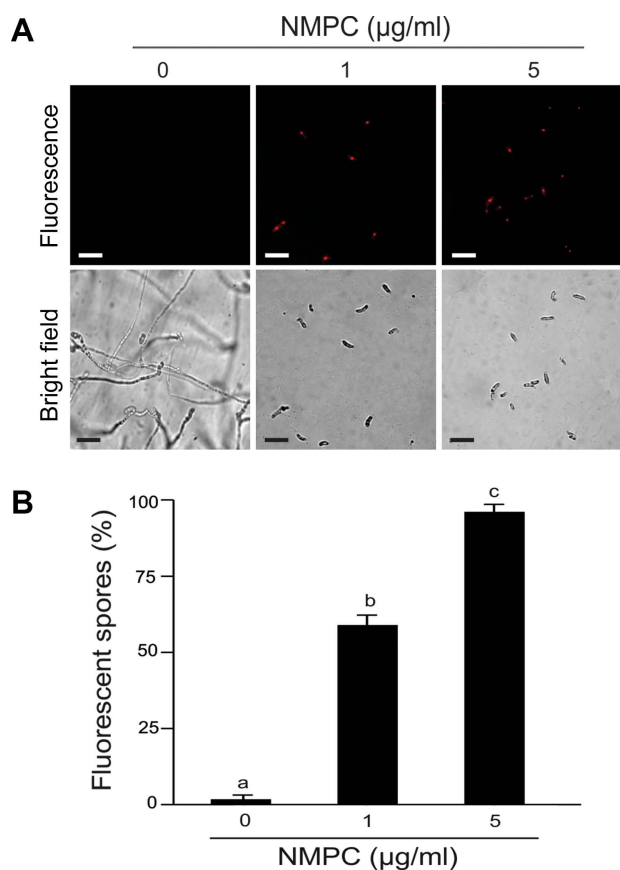 A
NMPC (µg/ml)
0 1 5
Fluorescence
Bright field
B
Fluorescent spores (%)
100
75
50
25
0
a
b
c
0 1 5
NMPC (µg/ml)